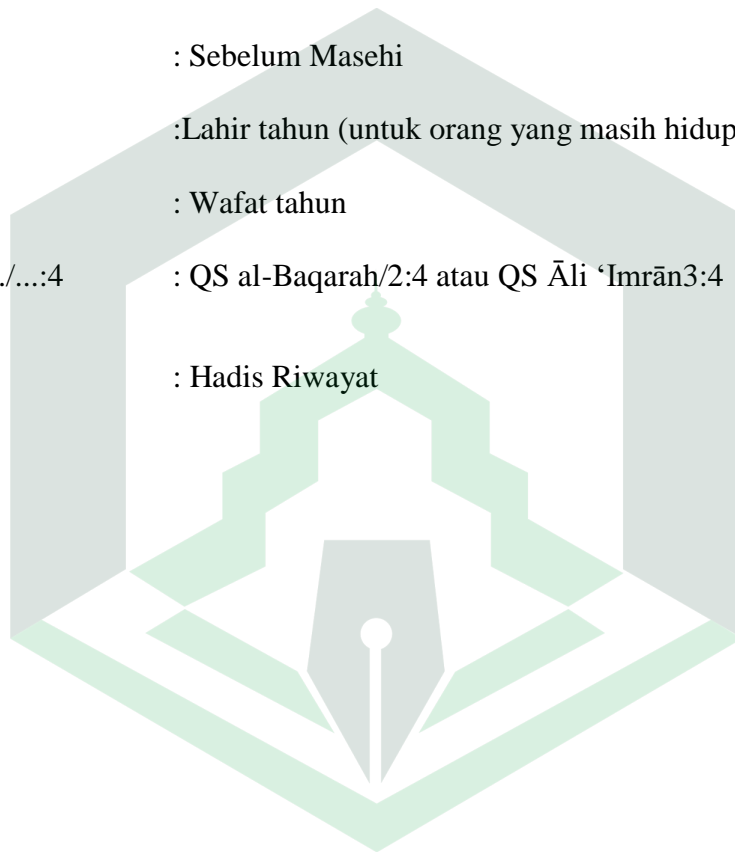 : Sebelum Masehi
:Lahir tahun (untuk orang yang masih hidup
: Wafat tahun
./...:4 : QS al-Baqarah/2:4 atau QS Āli ‘Imrān3:4
: Hadis Riwayat